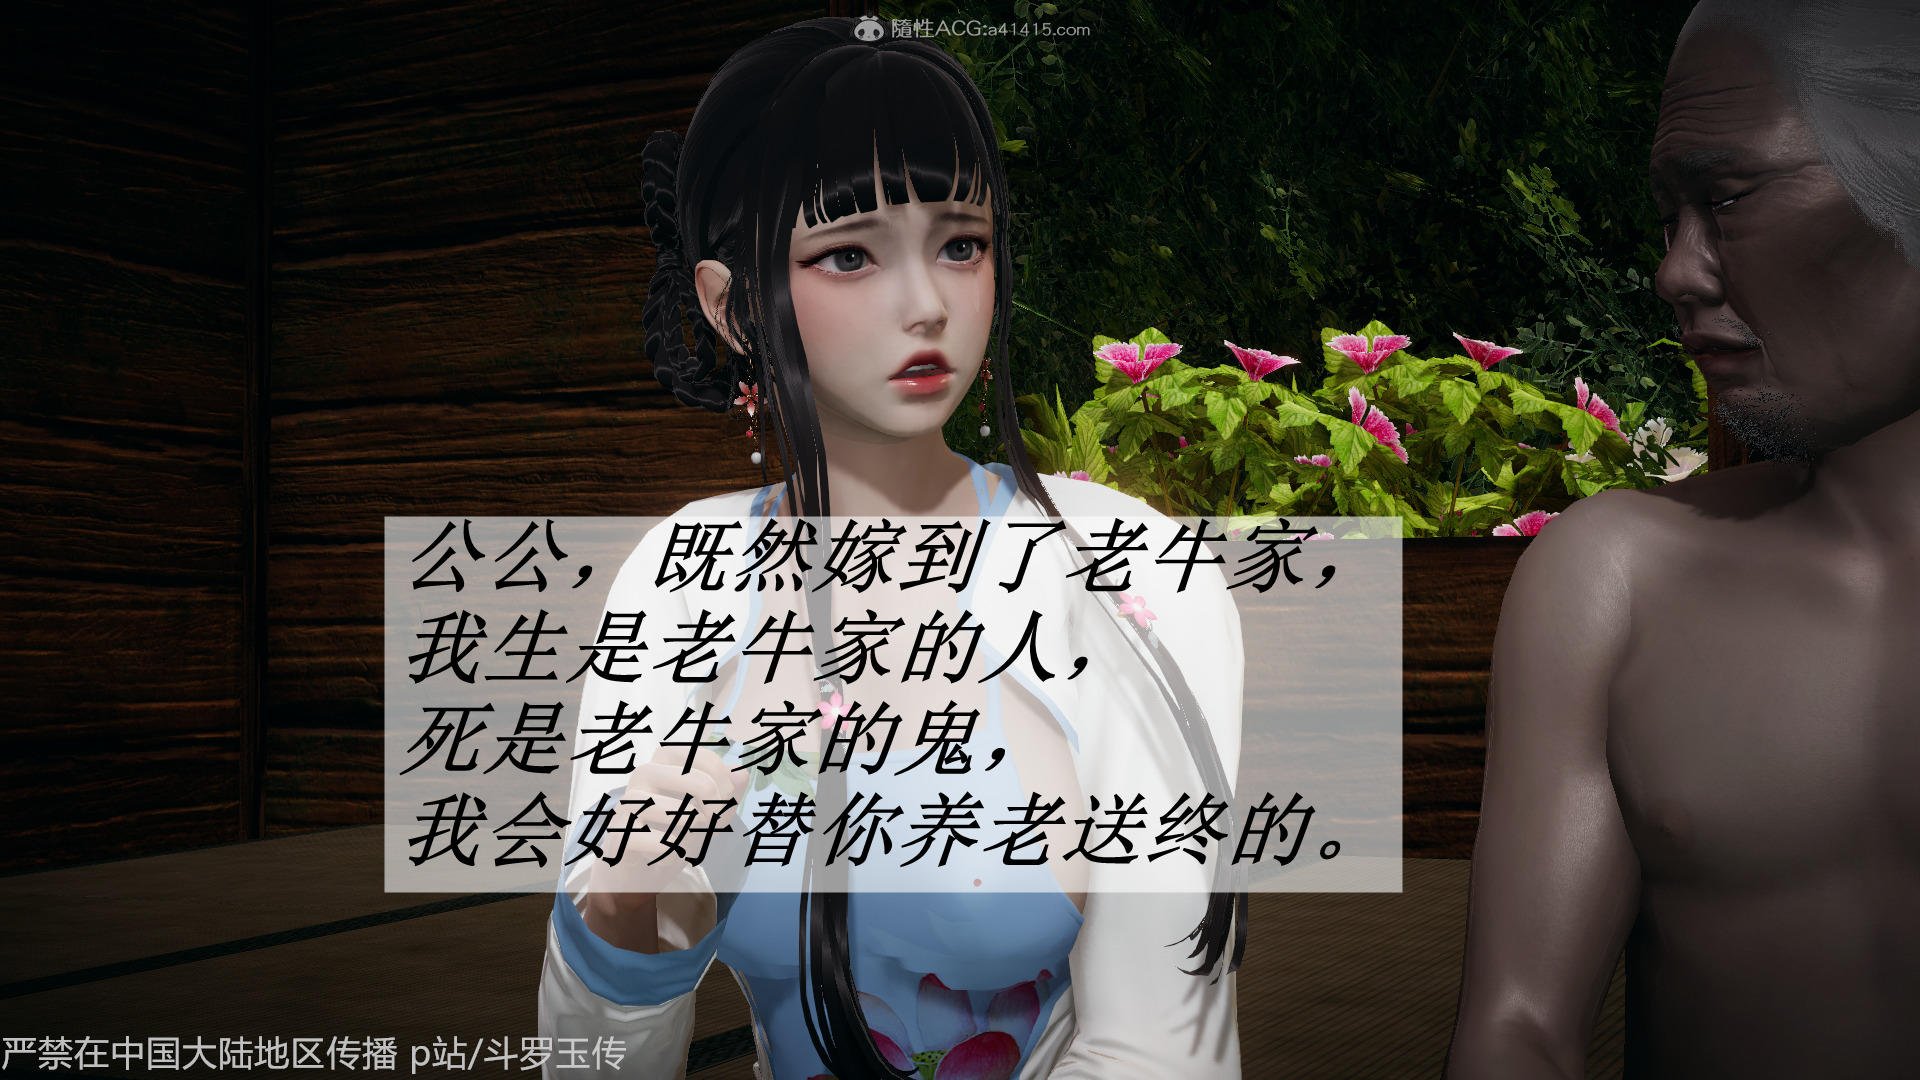 隨性ACG:a41415.com
公公，既然嫁到了老牛家，
我生是老牛家的人，
死是老牛家的鬼，
我会好好替你养老送终的。
严禁在中国大陆地区传播 p站/斗罗玉传